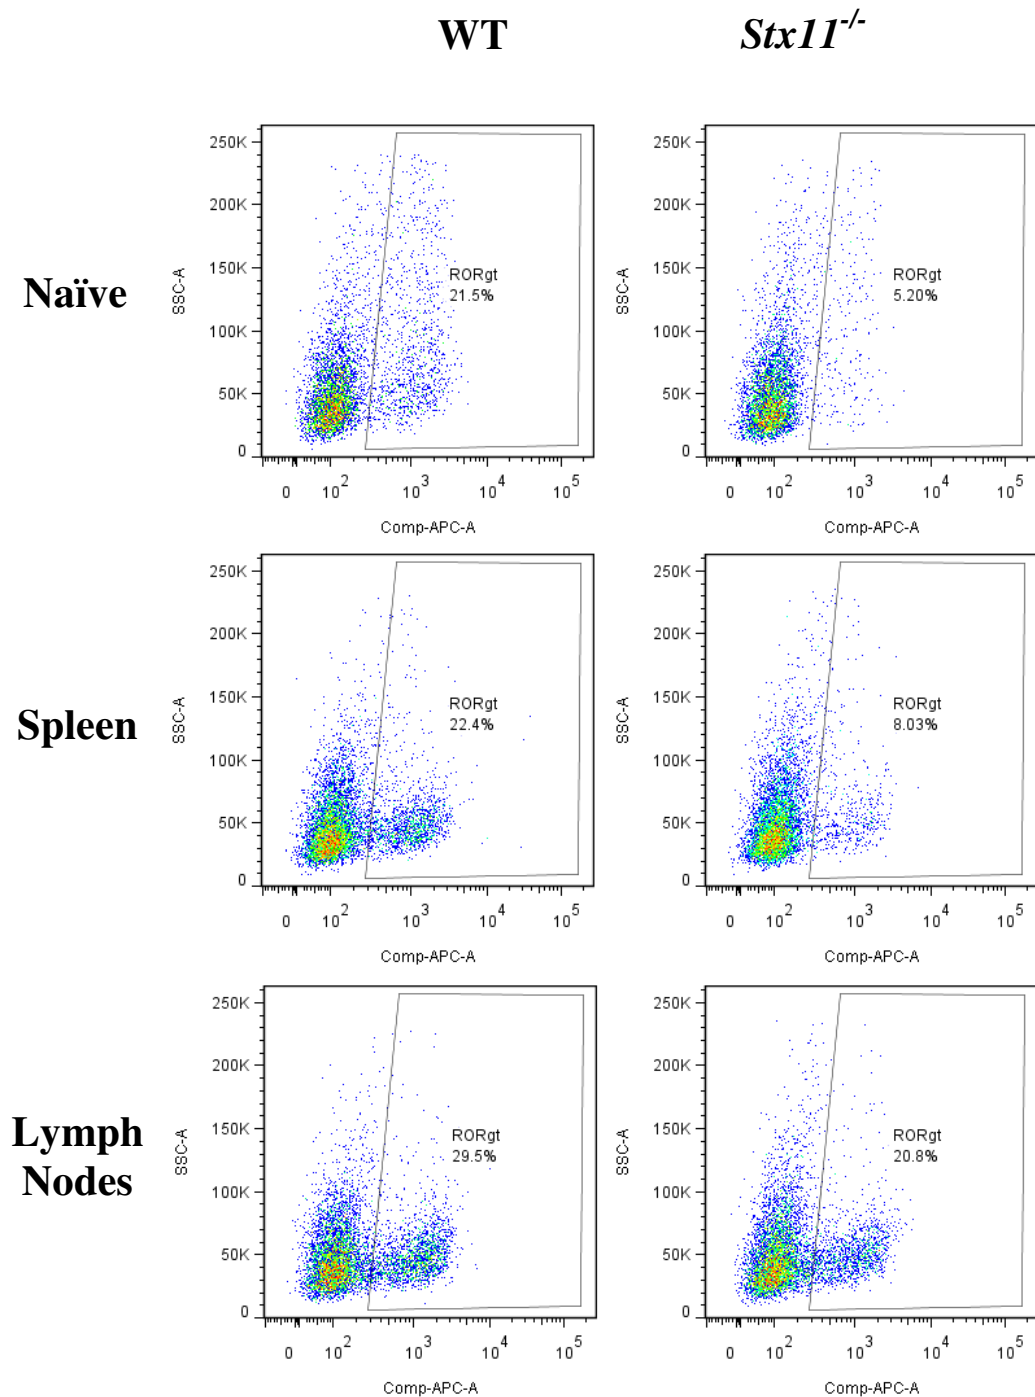 WT Stx11-/-
Naïve
250K
200K
150K
100K
50K
0
SSC-A
RORgt
21.5%
0 10^2 10^3 10^4 10^5
Comp-APC-A
250K
200K
150K
100K
50K
0
SSC-A
RORgt
5.20%
0 10^2 10^3 10^4 10^5
Comp-APC-A
Spleen
250K
200K
150K
100K
50K
0
SSC-A
RORgt
22.4%
0 10^2 10^3 10^4 10^5
Comp-APC-A
250K
200K
150K
100K
50K
0
SSC-A
RORgt
8.03%
0 10^2 10^3 10^4 10^5
Comp-APC-A
Lymph
Nodes
250K
200K
150K
100K
50K
0
SSC-A
RORgt
29.5%
0 10^2 10^3 10^4 10^5
Comp-APC-A
250K
200K
150K
100K
50K
0
SSC-A
RORgt
20.8%
0 10^2 10^3 10^4 10^5
Comp-APC-A